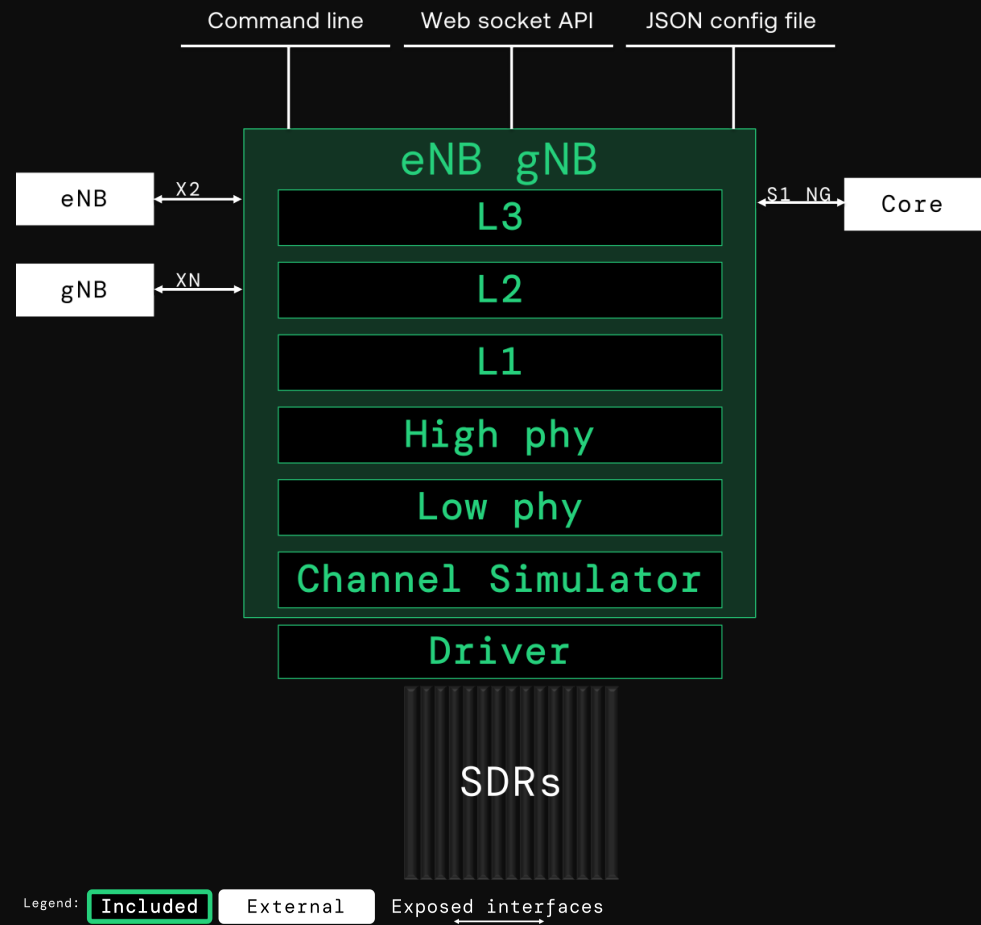 Command line
Web socket API
JSON config file
eNB gNB
eNB
X2
L3
S1 NG
Core
gNB
XN
L2
L1
High phy
Low phy
Channel Simulator
Driver
SDRs
Legend:
Included
External
Exposed interfaces